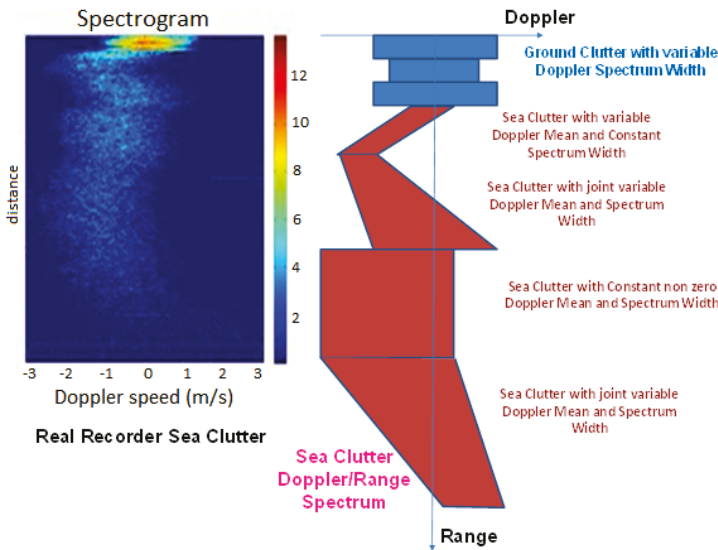 Spectrogram
distance
12
10
8
6
4
2
-3 -2 -1 0 1 2 3
Doppler speed (m/s)
Real Recorder Sea Clutter
Doppler
Ground Clutter with variable
Doppler Spectrum Width
Sea Clutter with variable
Doppler Mean and Constant
Spectrum Width
Sea Clutter with joint variable
Doppler Mean and Spectrum
Width
Sea Clutter with Constant non zero
Doppler Mean and Spectrum Width
Sea Clutter with joint variable
Doppler Mean and Spectrum
Width
Sea Clutter
Doppler/Range
Spectrum
Range